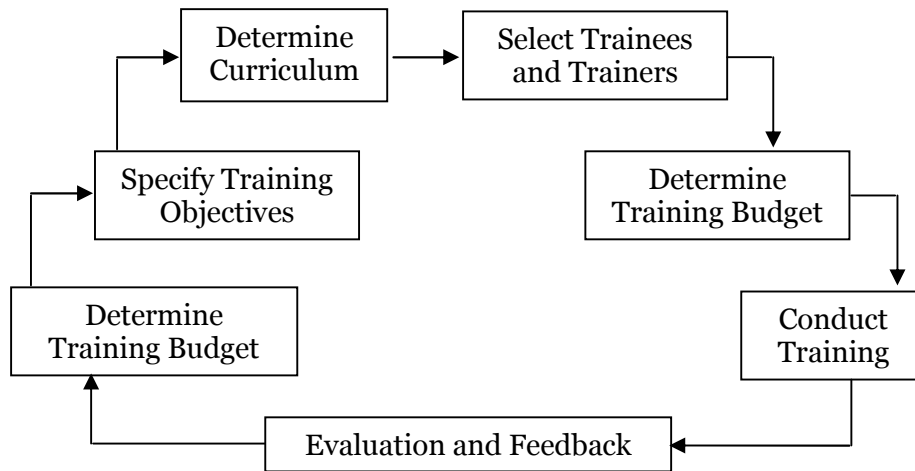 Determine
Curriculum
Select Trainees
and Trainers
Specify Training
Objectives
Determine
Training Budget
Determine
Training Budget
Conduct
Training
Evaluation and Feedback